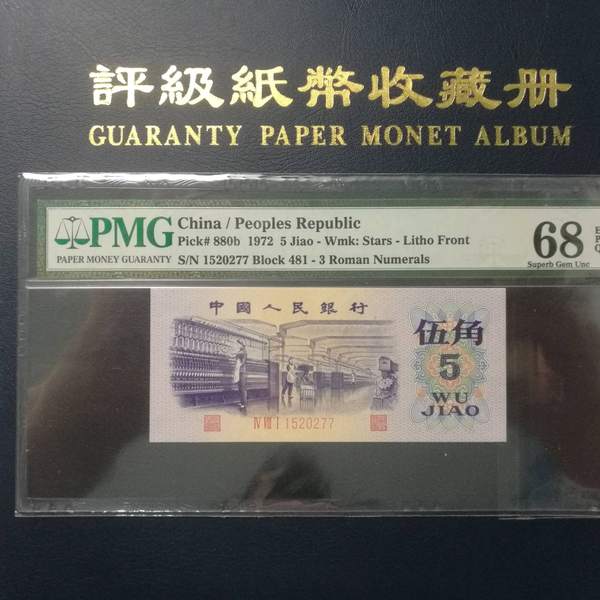 評級紙幣收藏册
GUARANTY PAPER MONET ALBUM
PMG
PAPER MONEY GUARANTY
China / Peoples Republic
Pick# 880b 1972 5 Jiao - Wmk: Stars - Litho Front
S/N 1520277 Block 481 - 3 Roman Numerals
68
Superb Gem Unc
E
P
Q
中國人民銀行
伍角
5
WU
JIAO
IV VIII I 1520277